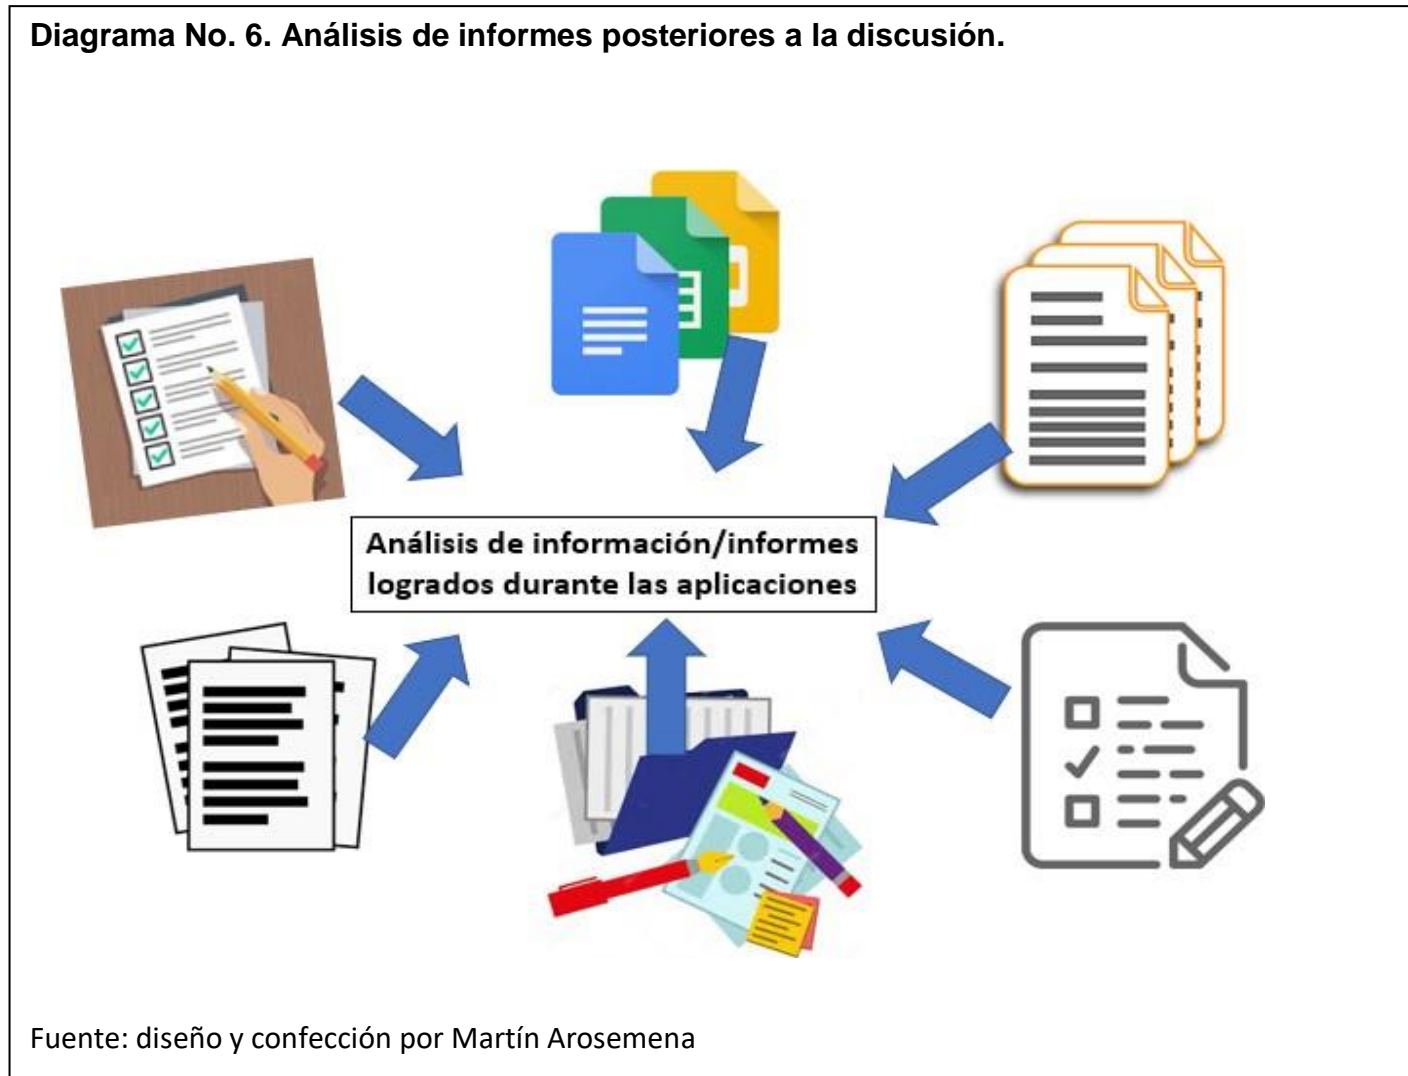 Diagrama No. 6. Análisis de informes posteriores a la discusión.
Análisis de información/informes
logrados durante las aplicaciones
Fuente: diseño y confección por Martín Arosemena